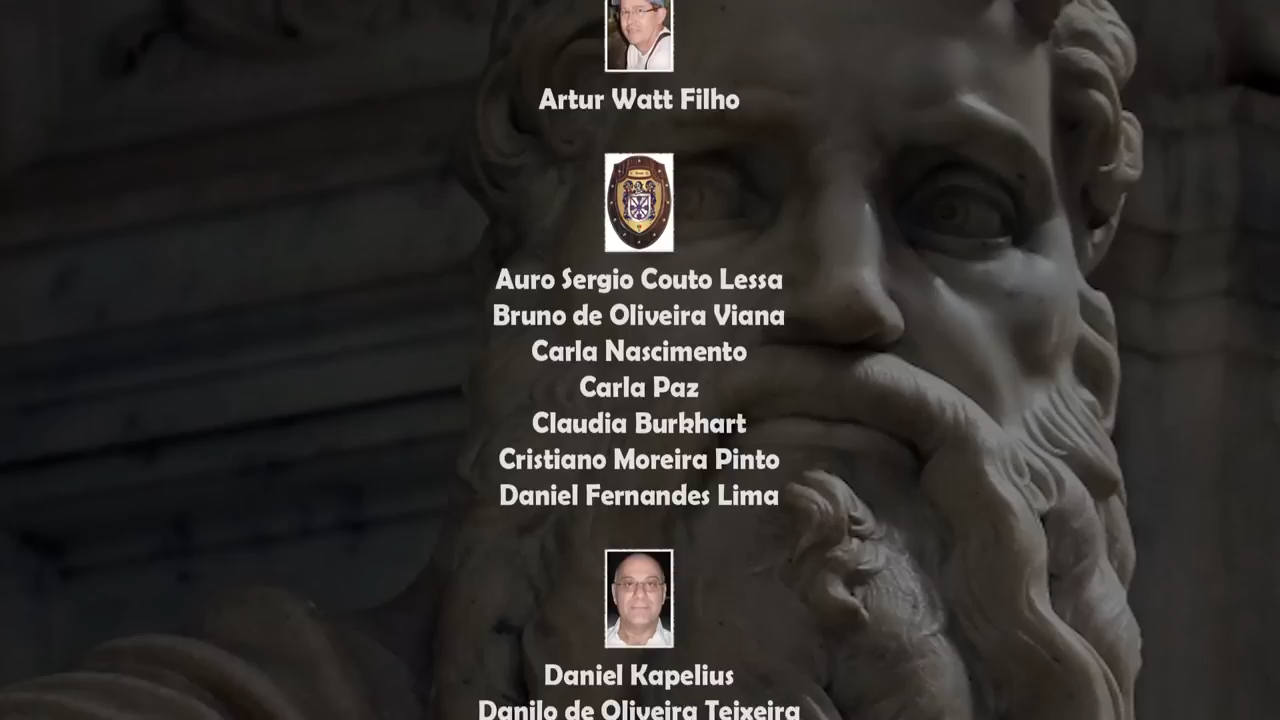 Artur Watt Filho
Auro Sergio Couto Lessa
Bruno de Oliveira Viana
Carla Nascimento
Carla Paz
Claudia Burkhart
Cristiano Moreira Pinto
Daniel Fernandes Lima
Daniel Kapelius
Danilo de Oliveira Teixeira